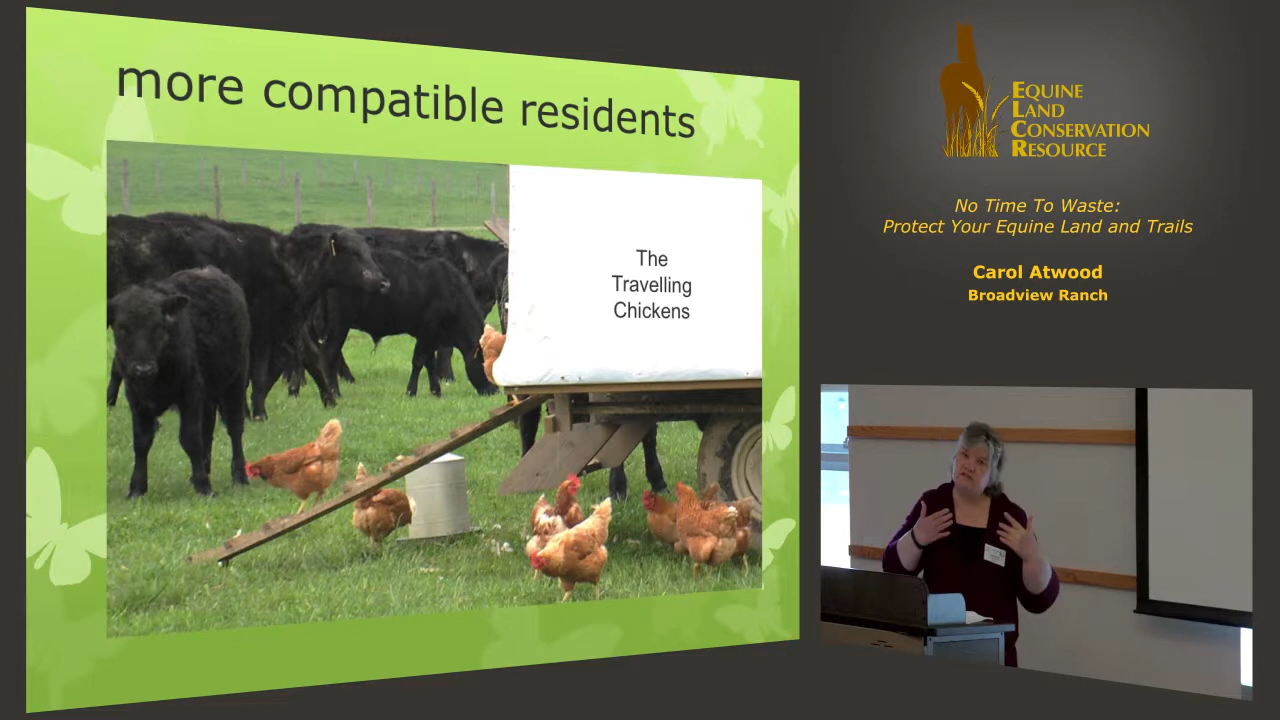 more compatible residents
The
Travelling
Chickens
EQUINE
LAND
CONSERVATION
RESOURCE
No Time To Waste:
Protect Your Equine Land and Trails
Carol Atwood
Broadview Ranch